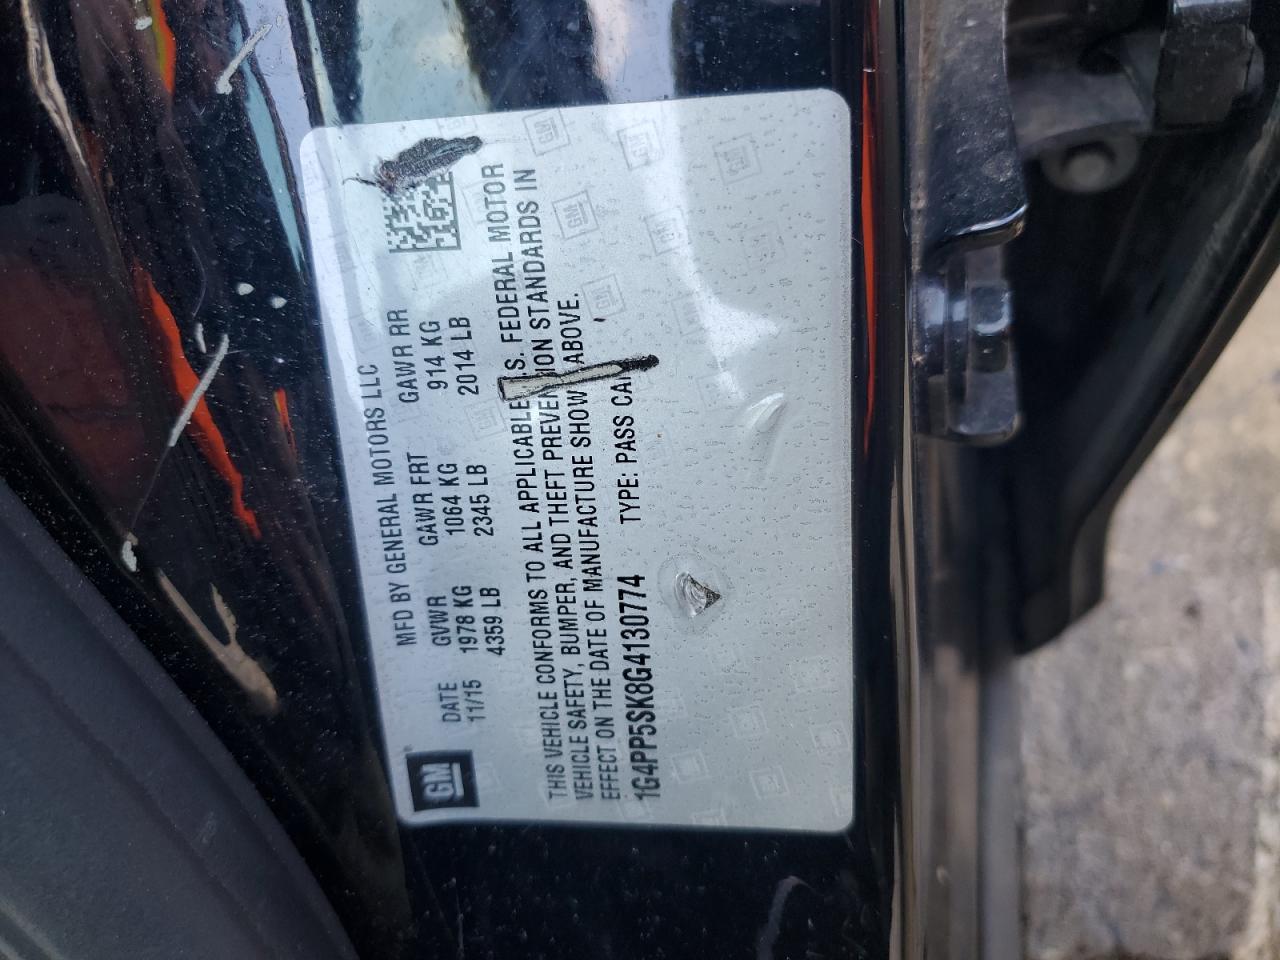 GM
MFD BY GENERAL MOTORS LLC
DATE GVWR GAWR FRT GAWR RR
11/15 1978 KG 1064 KG 914 KG
4359 LB 2345 LB 2014 LB
THIS VEHICLE CONFORMS TO ALL APPLICABLE S. FEDERAL MOTOR
VEHICLE SAFETY, BUMPER, AND THEFT PREVENTION STANDARDS IN
EFFECT ON THE DATE OF MANUFACTURE SHOWN ABOVE.
1G4PP5SK8G4130774 TYPE: PASS CAR